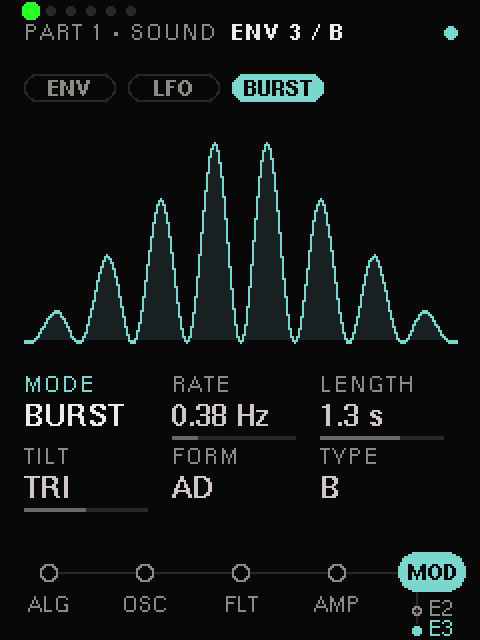 PART 1 · SOUND ENV 3 / B
ENV LFO BURST
MODE RATE LENGTH
BURST 0.38 Hz 1.3 s
TILT FORM TYPE
TRI AD B
MOD
ALG OSC FLT AMP E2
E3